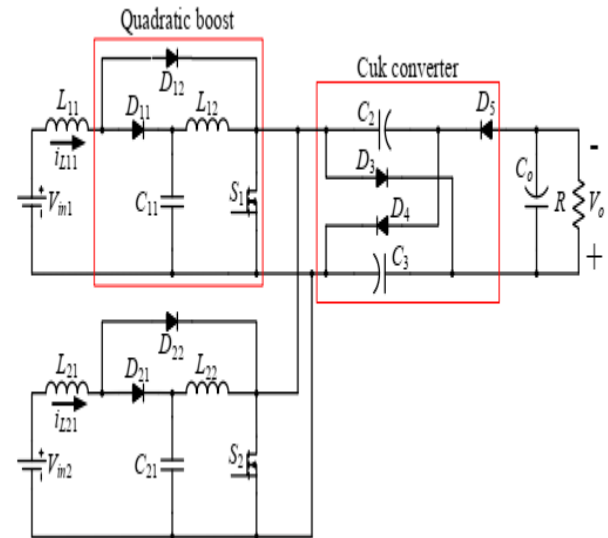 Quadratic boost
Cuk converter
D12
L11
D11
L12
C2
D5
iL11
D3
Co
-
Vin1
C11
S1
D4
R
Vo
C3
+
D22
L21
D21
L22
iL21
Vin2
C21
S2